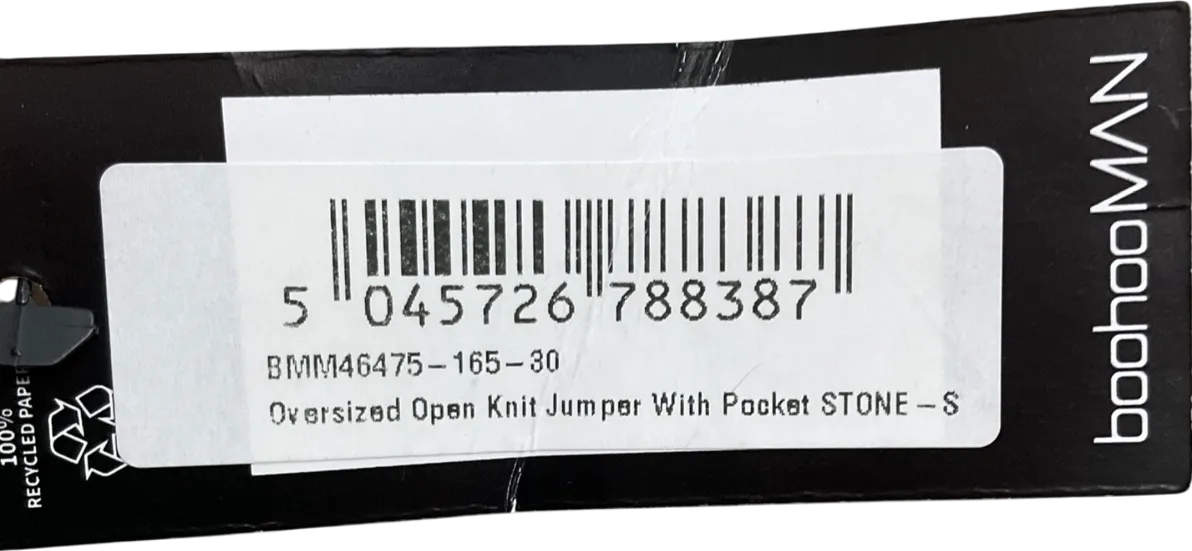 5 045726 788387
BMM46475-165-30
Oversized Open Knit Jumper With Pocket STONE - S
boohooMAN
100%
RECYCLED PAPER